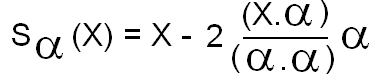 S_α (X) = X - 2 (X.α) / (α.α) α